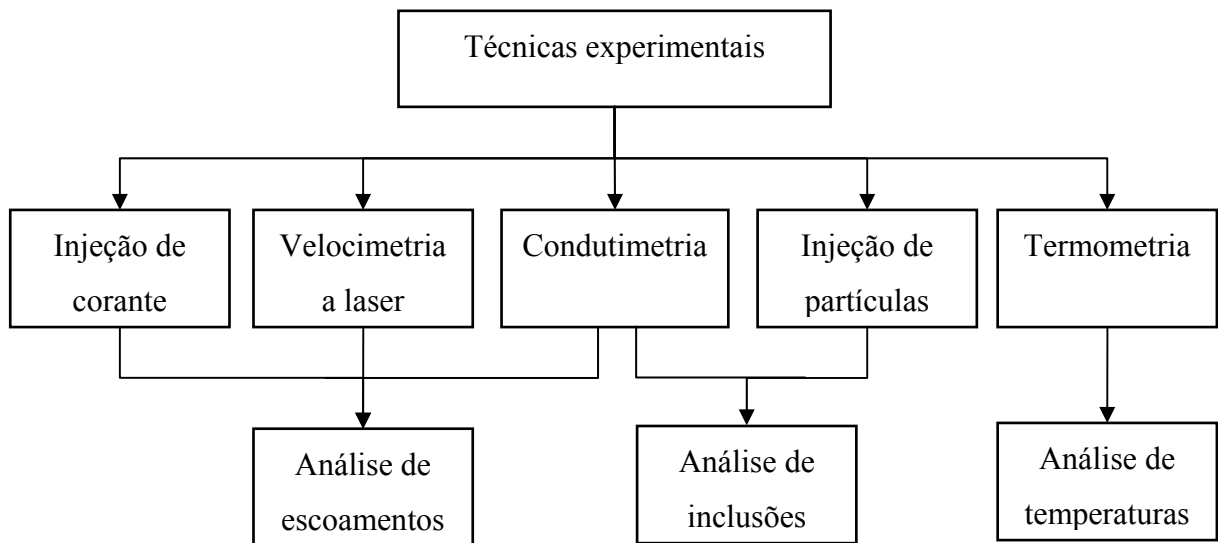 Técnicas experimentais
Injeção de
corante
Velocimetria
a laser
Condutimetria
Injeção de
partículas
Termometria
Análise de
escoamentos
Análise de
inclusões
Análise de
temperaturas